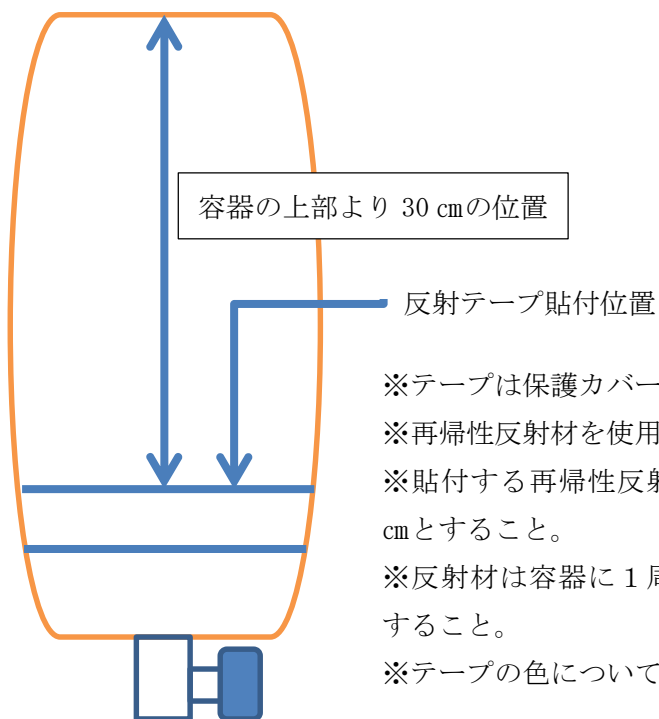 容器の上部より 30 ㎝の位置
反射テープ貼付位置
※テープは保護カバー
※再帰性反射材を使用
※貼付する再帰性反射
㎝とすること。
※反射材は容器に 1 周
すること。
※テープの色について